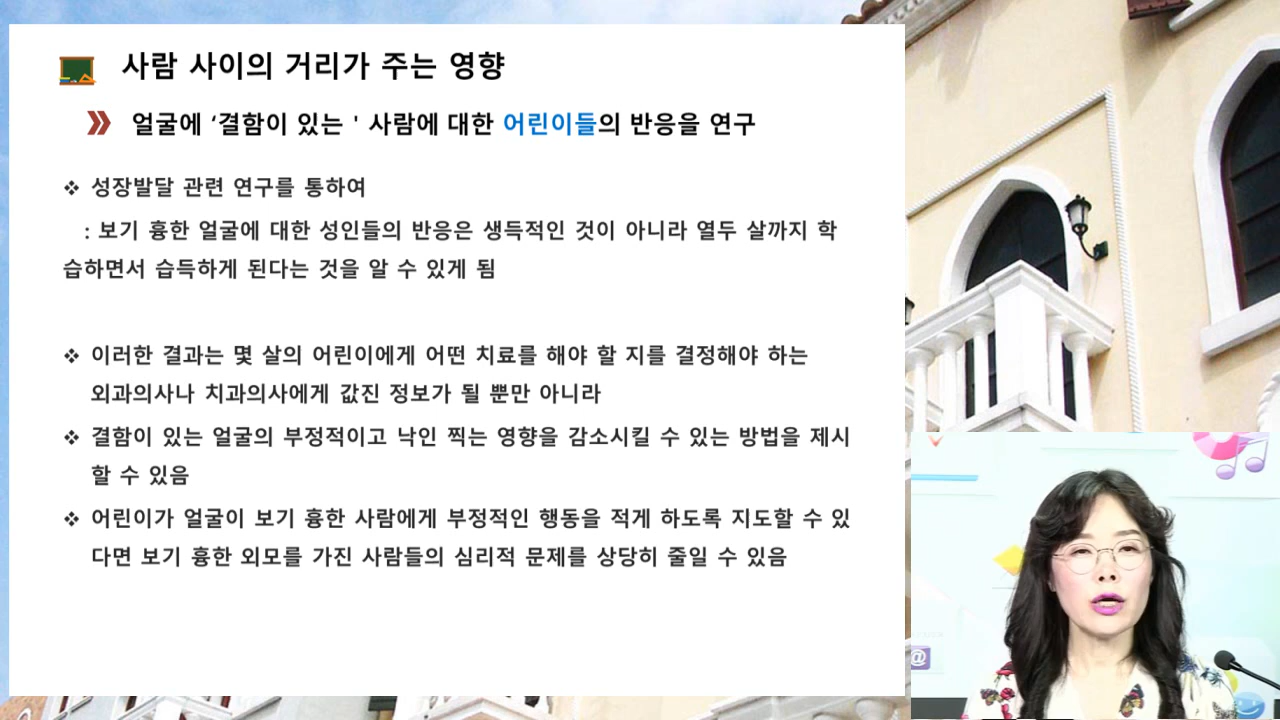 사람 사이의 거리가 주는 영향
얼굴에 ‘결함이 있는 ' 사람에 대한 어린이들의 반응을 연구
❖ 성장발달 관련 연구를 통하여
: 보기 흉한 얼굴에 대한 성인들의 반응은 생득적인 것이 아니라 열두 살까지 학
습하면서 습득하게 된다는 것을 알 수 있게 됨
❖ 이러한 결과는 몇 살의 어린이에게 어떤 치료를 해야 할 지를 결정해야 하는
외과의사나 치과의사에게 값진 정보가 될 뿐만 아니라
❖ 결함이 있는 얼굴의 부정적이고 낙인 찍는 영향을 감소시킬 수 있는 방법을 제시
할 수 있음
❖ 어린이가 얼굴이 보기 흉한 사람에게 부정적인 행동을 적게 하도록 지도할 수 있
다면 보기 흉한 외모를 가진 사람들의 심리적 문제를 상당히 줄일 수 있음
@